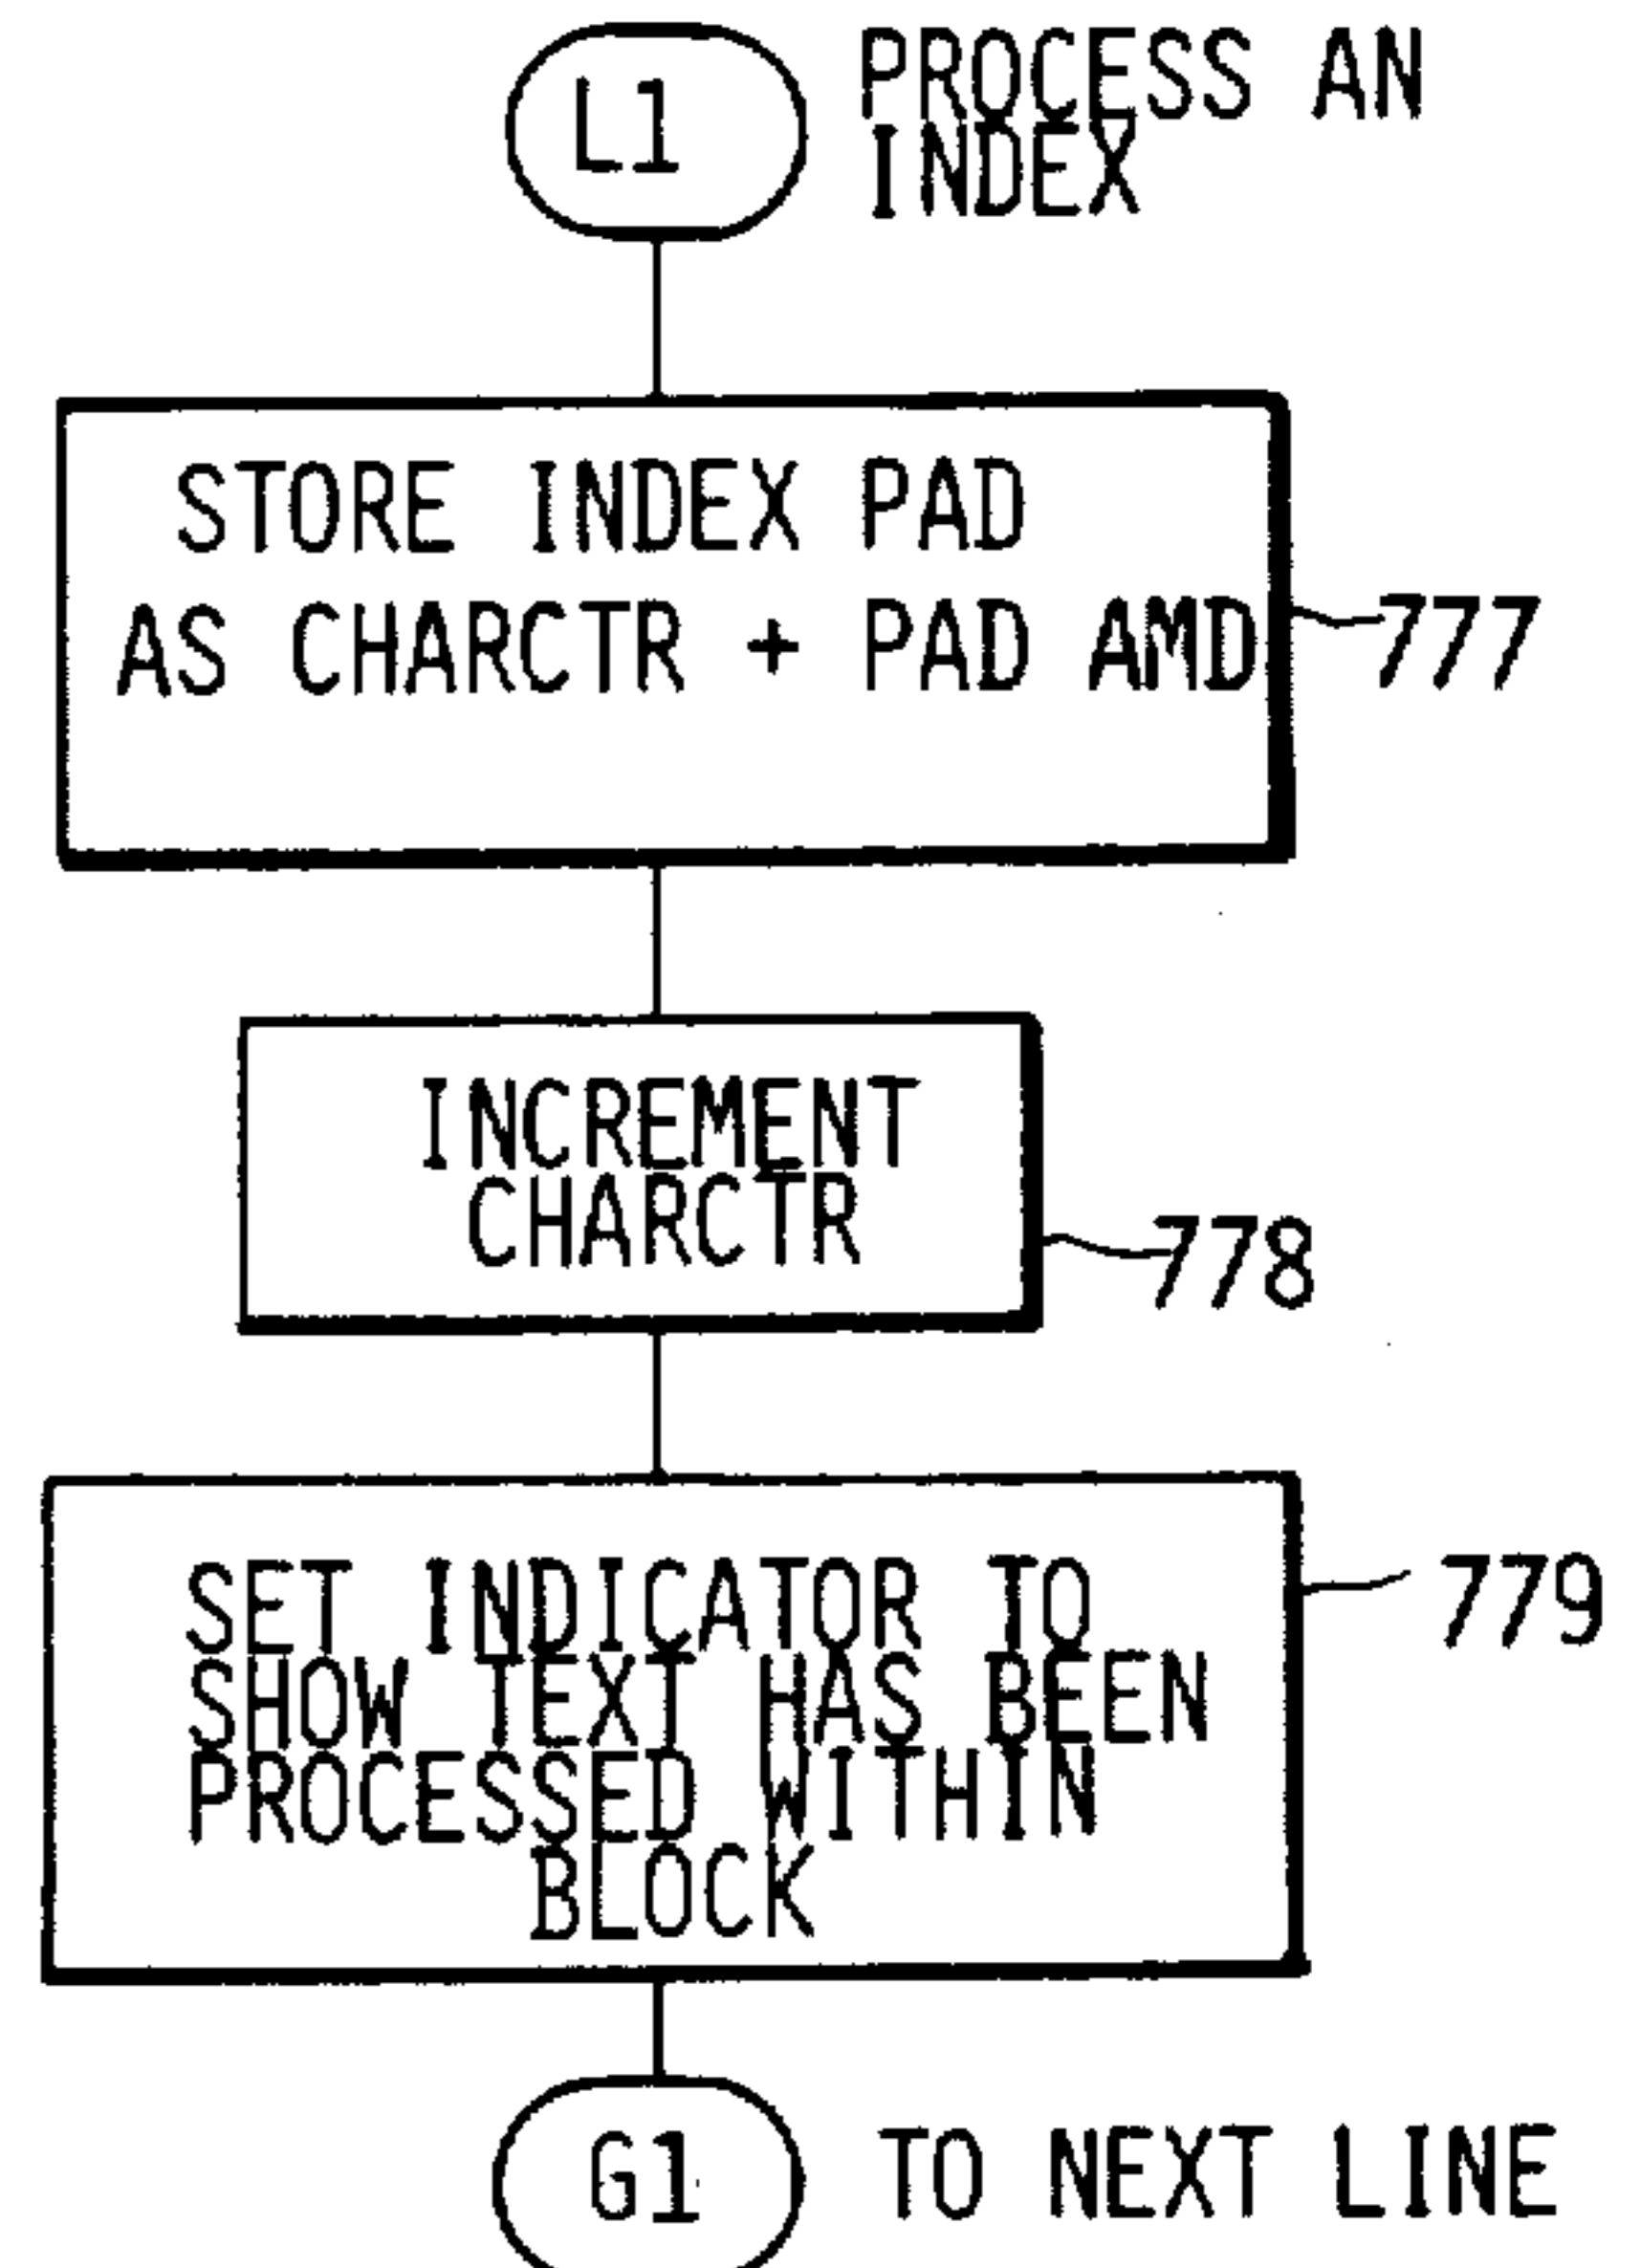 L1
PROCESS AN
INDEX
STORE INDEX PAD
AS CHARCTR + PAD AMD
777
INCREMENT
CHARCTR
778
SET INDICATOR TO
SHOW TEXT HAS BEEN
PROCESSED WITHIN
BLOCK
779
G1
TO NEXT LINE